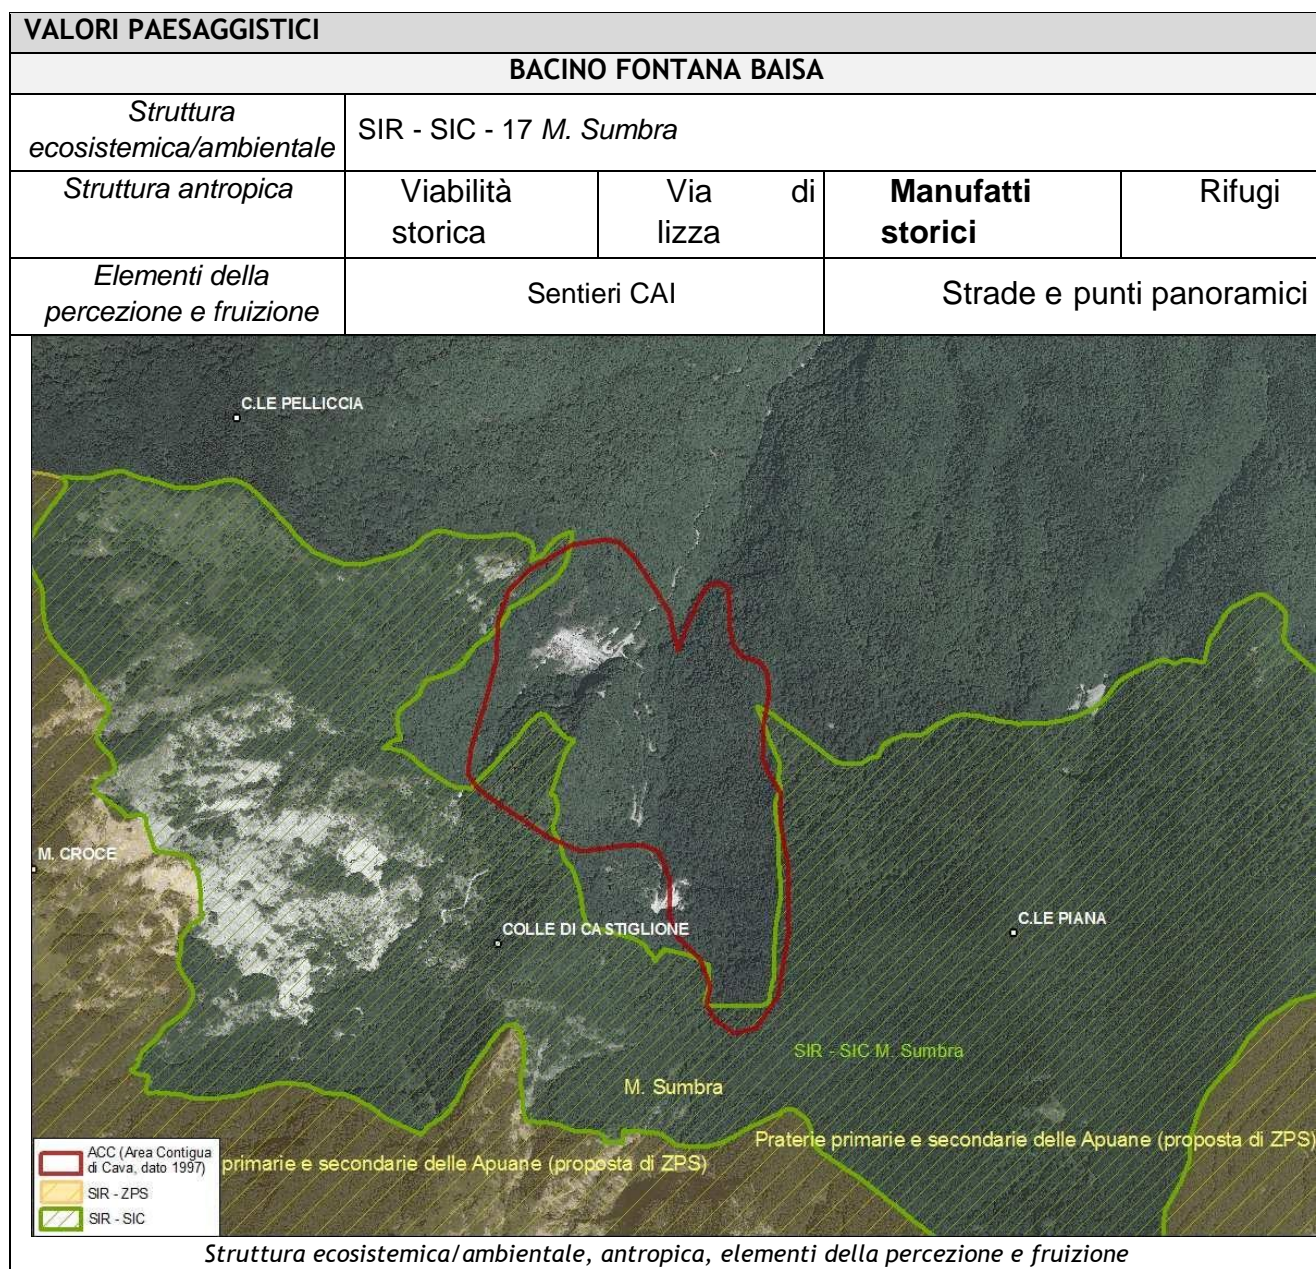 VALORI PAESAGGISTICI
BACINO FONTANA BAISA
Struttura
ecosistemica/ambientale
SIR - SIC - 17 M. Sumbra
Struttura antropica
Viabilità
storica
Via di
lizza
Manufatti
storici
Rifugi
Elementi della
percezione e fruizione
Sentieri CAI
Strade e punti panoramici
C.LE PELLICCIA
M. CROCE
COLLE DI CASTIGLIONE
C.LE PIANA
SIR - SIC M. Sumbra
M. Sumbra
Praterie primarie e secondarie delle Apuane (proposta di ZPS)
primarie e secondarie delle Apuane (proposta di ZPS)
ACC (Area Contigua
di Cava, dato 1997)
SIR - ZPS
SIR - SIC
Struttura ecosistemica/ambientale, antropica, elementi della percezione e fruizione